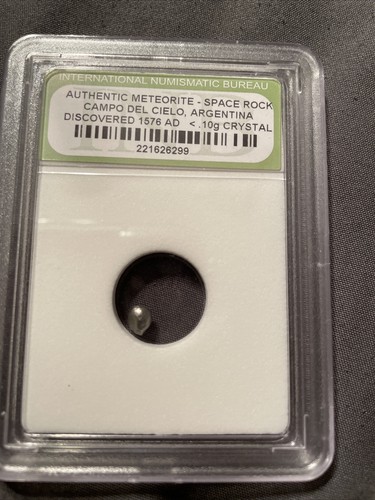 INTERNATIONAL NUMISMATIC BUREAU
AUTHENTIC METEORITE - SPACE ROCK
CAMPO DEL CIELO, ARGENTINA
DISCOVERED 1576 AD < .10g CRYSTAL
221626299